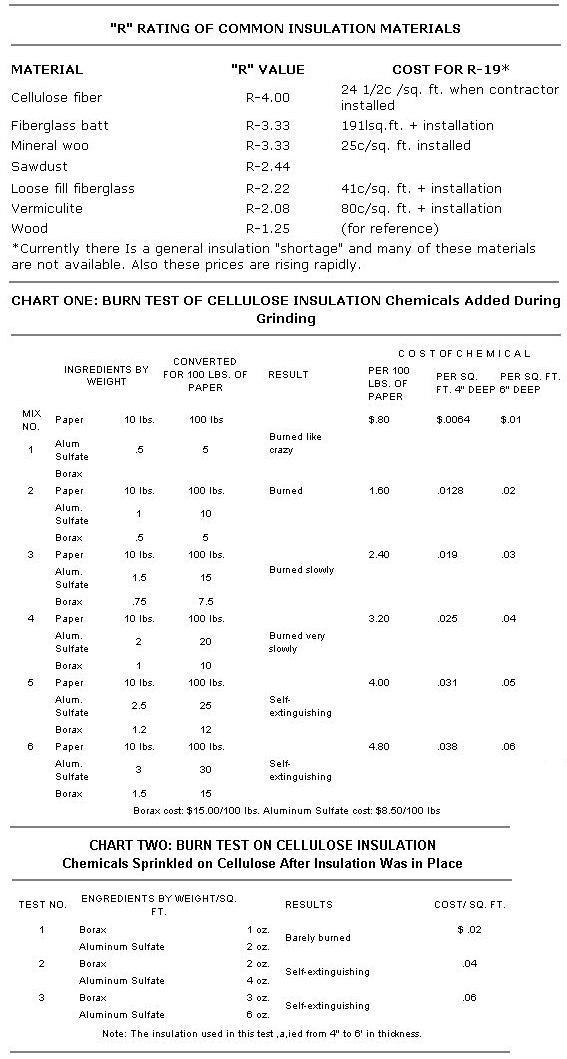 "R" RATING OF COMMON INSULATION MATERIALS
MATERIAL "R" VALUE COST FOR R-19*
Cellulose fiber R-4.00 24 1/2c /sq. ft. when contractor
installed
Fiberglass batt R-3.33 191lsq.ft. + installation
Mineral woo R-3.33 25c/sq. ft. installed
Sawdust R-2.44
Loose fill fiberglass R-2.22 41c/sq. ft + installation
Vermiculite R-2.08 80c/sq. ft + installation
Wood R-1.25 (for reference)
*Currently there Is a general insulation "shortage" and many of these materials
are not available. Also these prices are rising rapidly.
CHART ONE: BURN TEST OF CELLULOSE INSULATION Chemicals Added During
Grinding
C O S T O F C H E M I C A L
INGREDIENTS BY
WEIGHT
CONVERTED
FOR 100 LBS. OF
PAPER
RESULT
PER 100
LBS. OF
PAPER
PER SQ.
FT. 4" DEEP
PER SQ. FT.
6" DEEP
MIX
NO.
Paper 10 lbs. 100 lbs $.80 $.0064 $.01
1 Alum
Sulfate
.5 5 Burned like
crazy
Borax
2 Paper 10 lbs. 100 lbs. Burned 1.60 .0128 .02
Alum.
Sulfate
1 10
Borax .5 5
3 Paper 10 lbs. 100 lbs. 2.40 .019 .03
Alum.
Sulfate
1.5 15 Burned slowly
Borax .75 7.5
4 Paper 10 lbs. 100 lbs. 3.20 .025 .04
Alum.
Sulfate
2 20 Burned very
slowly
Borax 1 10
5 Paper 10 lbs. 100 lbs. 4.00 .031 .05
Alum.
Sulfate
2.5 25 Self-
extinguishing
Borax 1.2 12
6 Paper 10 lbs. 100 lbs. 4.80 .038 .06
Alum.
Sulfate
3 30 Self-
extinguishing
Borax 1.5 15
Borax cost: $15.00/100 lbs. Aluminum Sulfate cost: $8.50/100 lbs
CHART TWO: BURN TEST ON CELLULOSE INSULATION
Chemicals Sprinkled on Cellulose After Insulation Was in Place
TEST NO. ENGREDIENTS BY WEIGHT/SQ.
FT.
RESULTS COST/ SQ. FT.
1 Borax 1 oz. $ .02
Barely burned
Aluminum Sulfate 2 oz.
2 Borax 2 oz. .04
Self-extinguishing
Aluminum Sulfate 4 oz.
3 Borax 3 oz. .06
Self-extinguishing
Aluminum Sulfate 6 oz.
Note: The insulation used in this test ,a,ied from 4" to 6' in thickness.